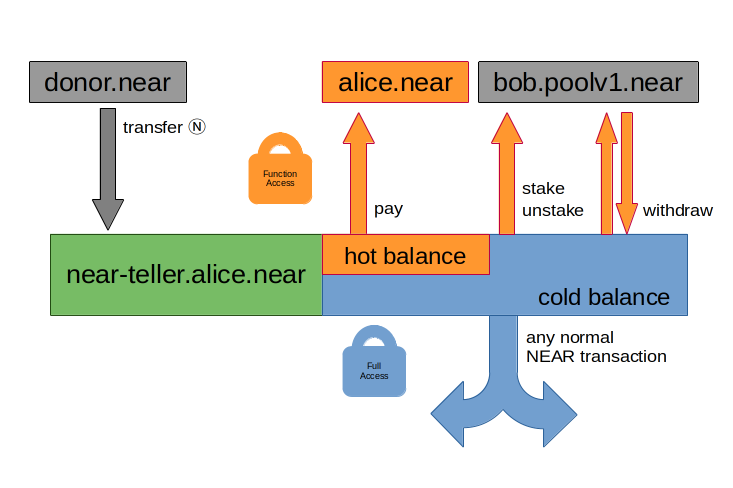 donor.near
alice.near
bob.poolv1.near
transfer Ⓝ
Function
Access
pay
stake
unstake
withdraw
near-teller.alice.near
hot balance
cold balance
any normal
NEAR transaction
Full
Access